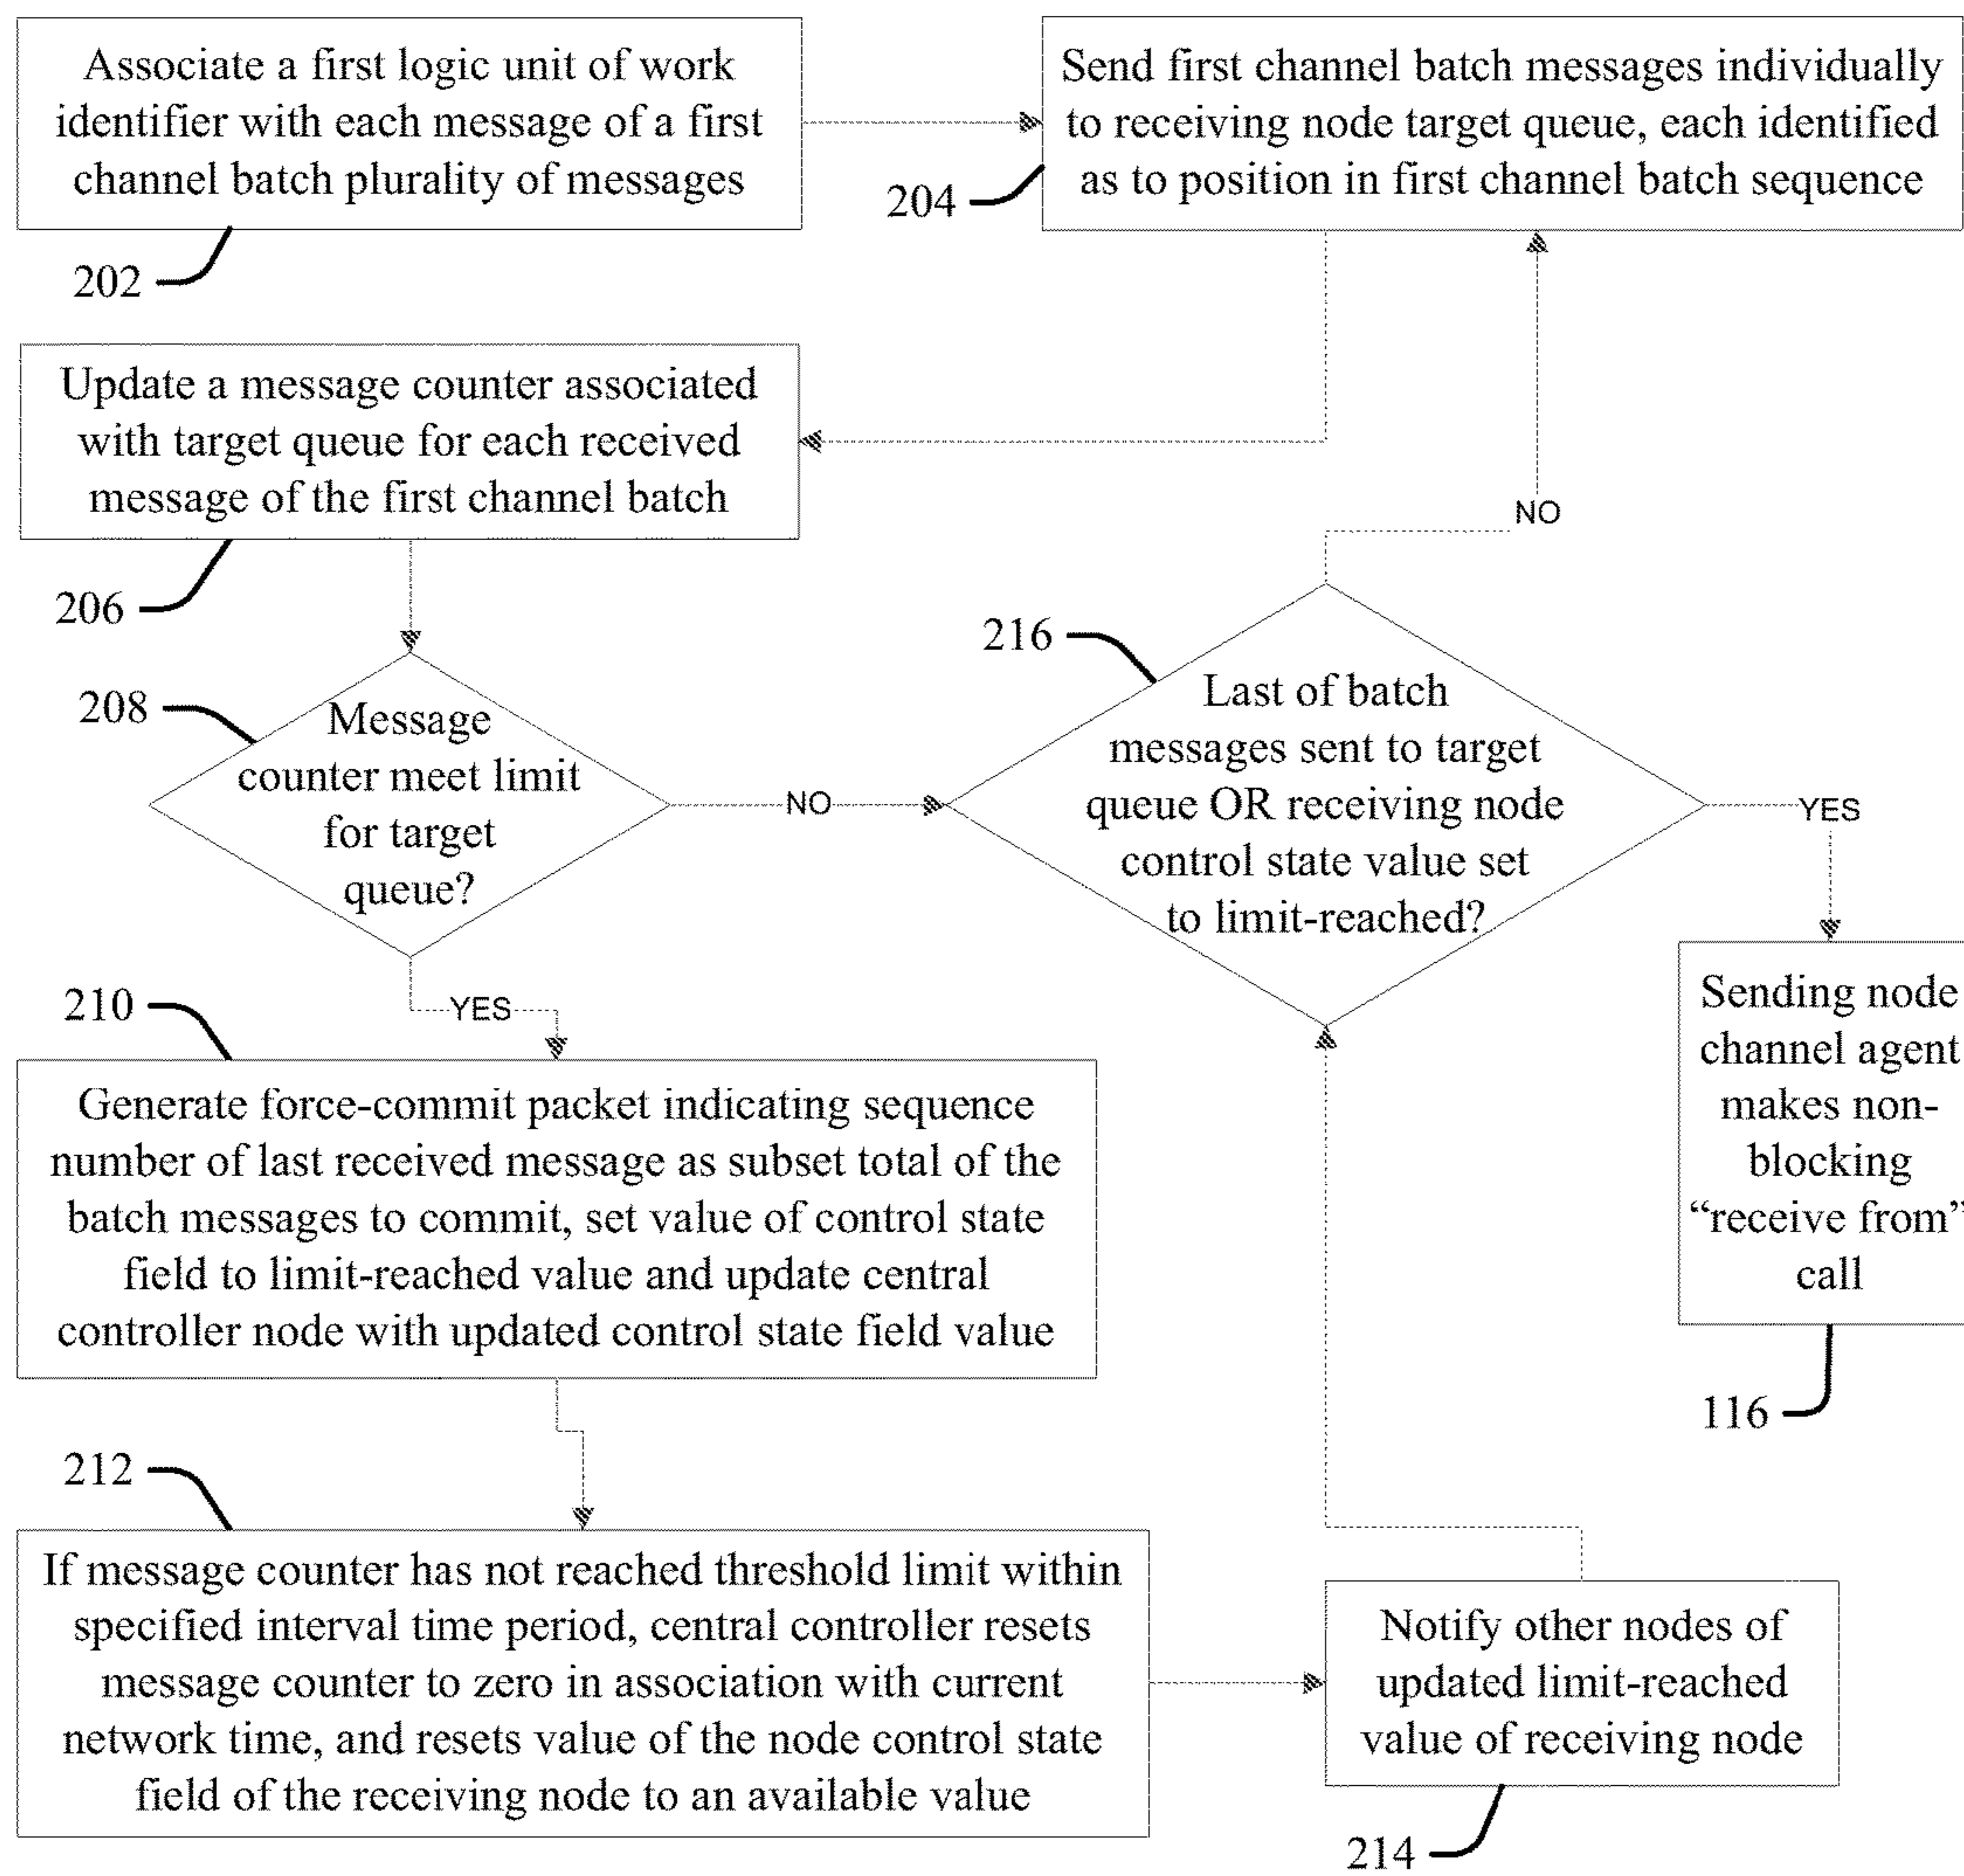 Associate a first logic unit of work
identifier with each message of a first
channel batch plurality of messages
202
Send first channel batch messages individually
to receiving node target queue, each identified
as to position in first channel batch sequence
204
Update a message counter associated
with target queue for each received
message of the first channel batch
206
NO
208
Message
counter meet limit
for target
queue?
NO
216
Last of batch
messages sent to target
queue OR receiving node
control state value set
to limit-reached?
YES
YES
210
Generate force-commit packet indicating sequence
number of last received message as subset total of the
batch messages to commit, set value of control state
field to limit-reached value and update central
controller node with updated control state field value
Sending node
channel agent
makes non-
blocking
“receive from”
call
116
212
If message counter has not reached threshold limit within
specified interval time period, central controller resets
message counter to zero in association with current
network time, and resets value of the node control state
field of the receiving node to an available value
Notify other nodes of
updated limit-reached
value of receiving node
214